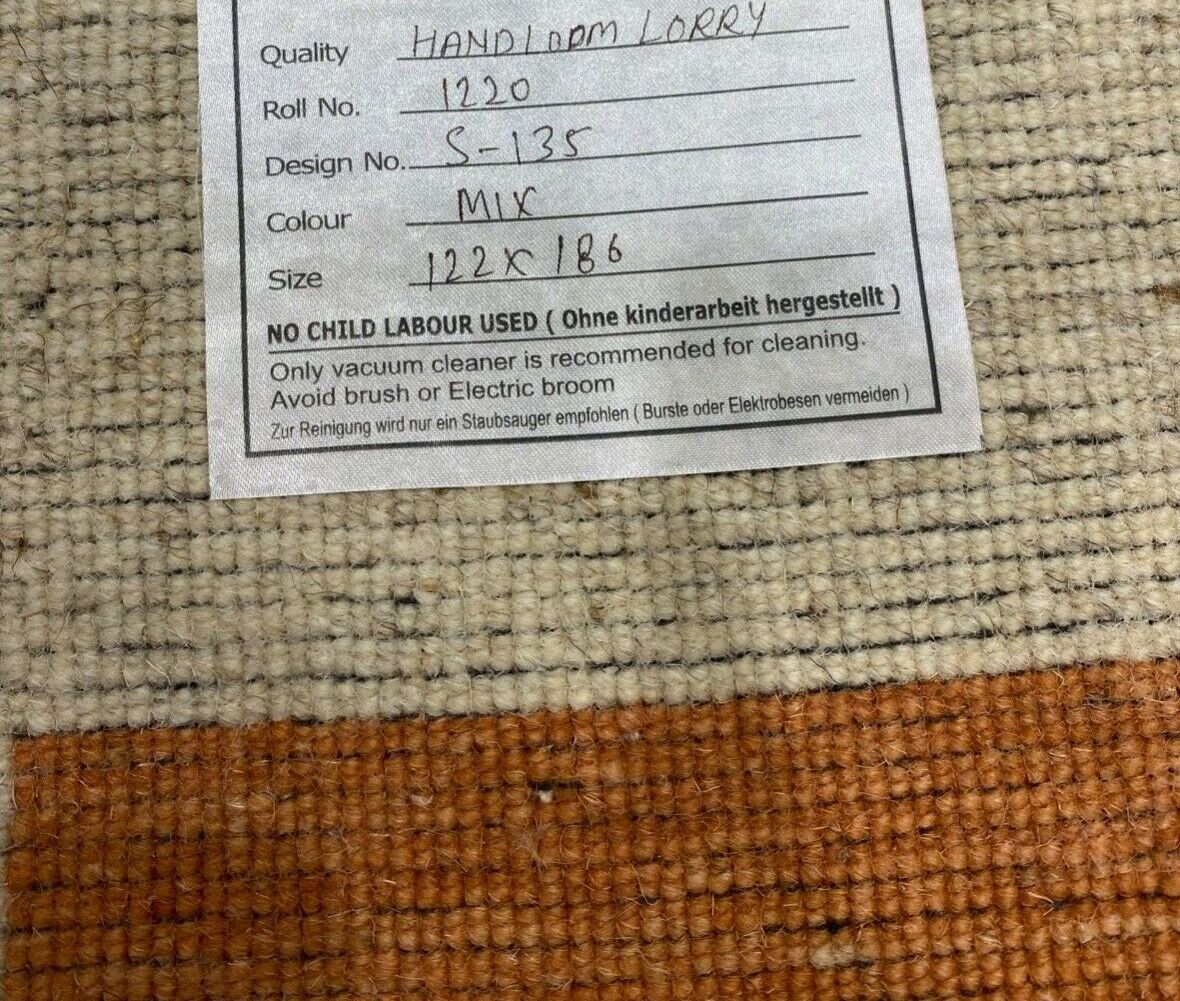 Quality HANDLOOM LORRY
Roll No. 1220
Design No. S-135
Colour MIX
Size 122X186
NO CHILD LABOUR USED ( Ohne kinderarbeit hergestellt )
Only vacuum cleaner is recommended for cleaning.
Avoid brush or Electric broom
Zur Reinigung wird nur ein Staubsauger empfohlen ( Burste oder Elektrobesen vermeiden )